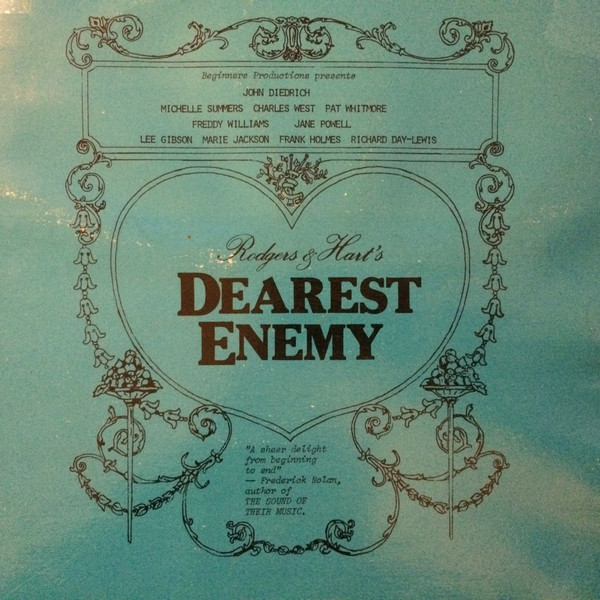 Beginners Productions presents
JOHN DIEDRICH
MICHELLE SUMMERS CHARLES WEST PAT WHITMORE
FREDDY WILLIAMS JANE POWELL
LEE GIBSON MARIE JACKSON FRANK HOLMES RICHARD DAY-LEWIS
Rodgers & Hart's
DEAREST
ENEMY
"A sheer delight
from beginning
to end"
— Frederick Nolan,
author of
THE SOUND OF
THEIR MUSIC.